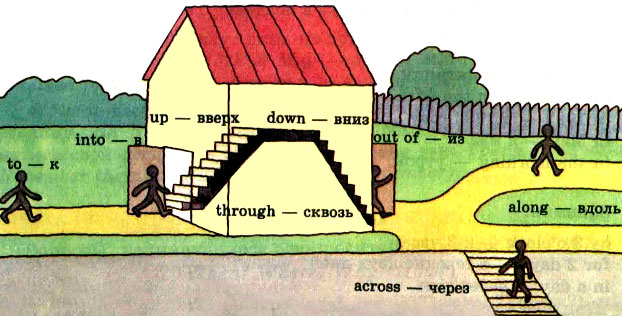 up — вверх
down — вниз
into — в
out of — из
to — к
through — сквозь
along — вдоль
across — через